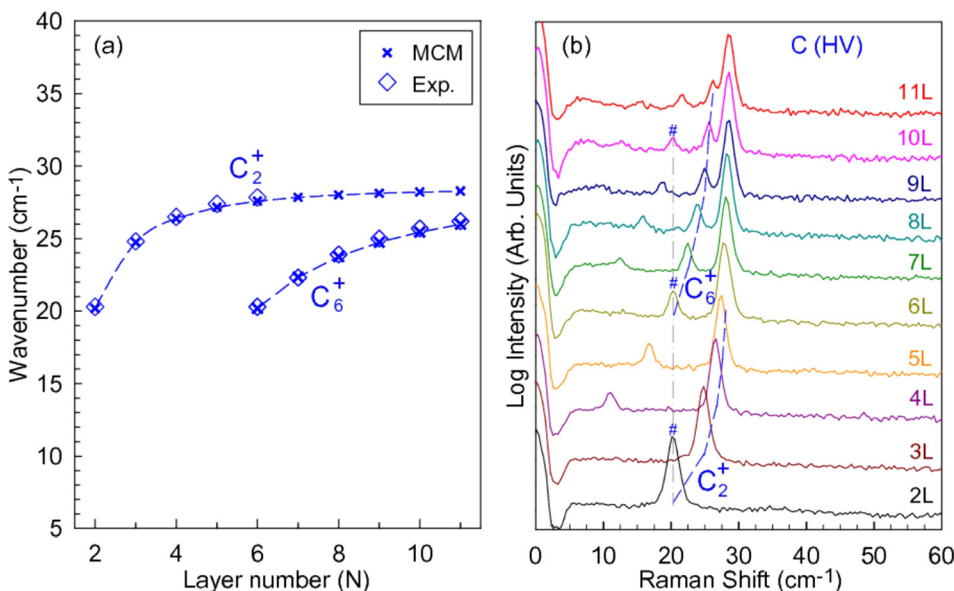 (a)
MCM
Exp.
C₂⁺
C₆⁺
40
35
30
25
20
15
10
5
2
4
6
8
10
Wavenumber (cm⁻¹)
Layer number (N)
(b)
C (HV)
11L
#
10L
9L
8L
7L
C₆⁺
#
6L
5L
4L
#
3L
C₂⁺
2L
0
10
20
30
40
50
60
Log Intensity (Arb. Units)
Raman Shift (cm⁻¹)